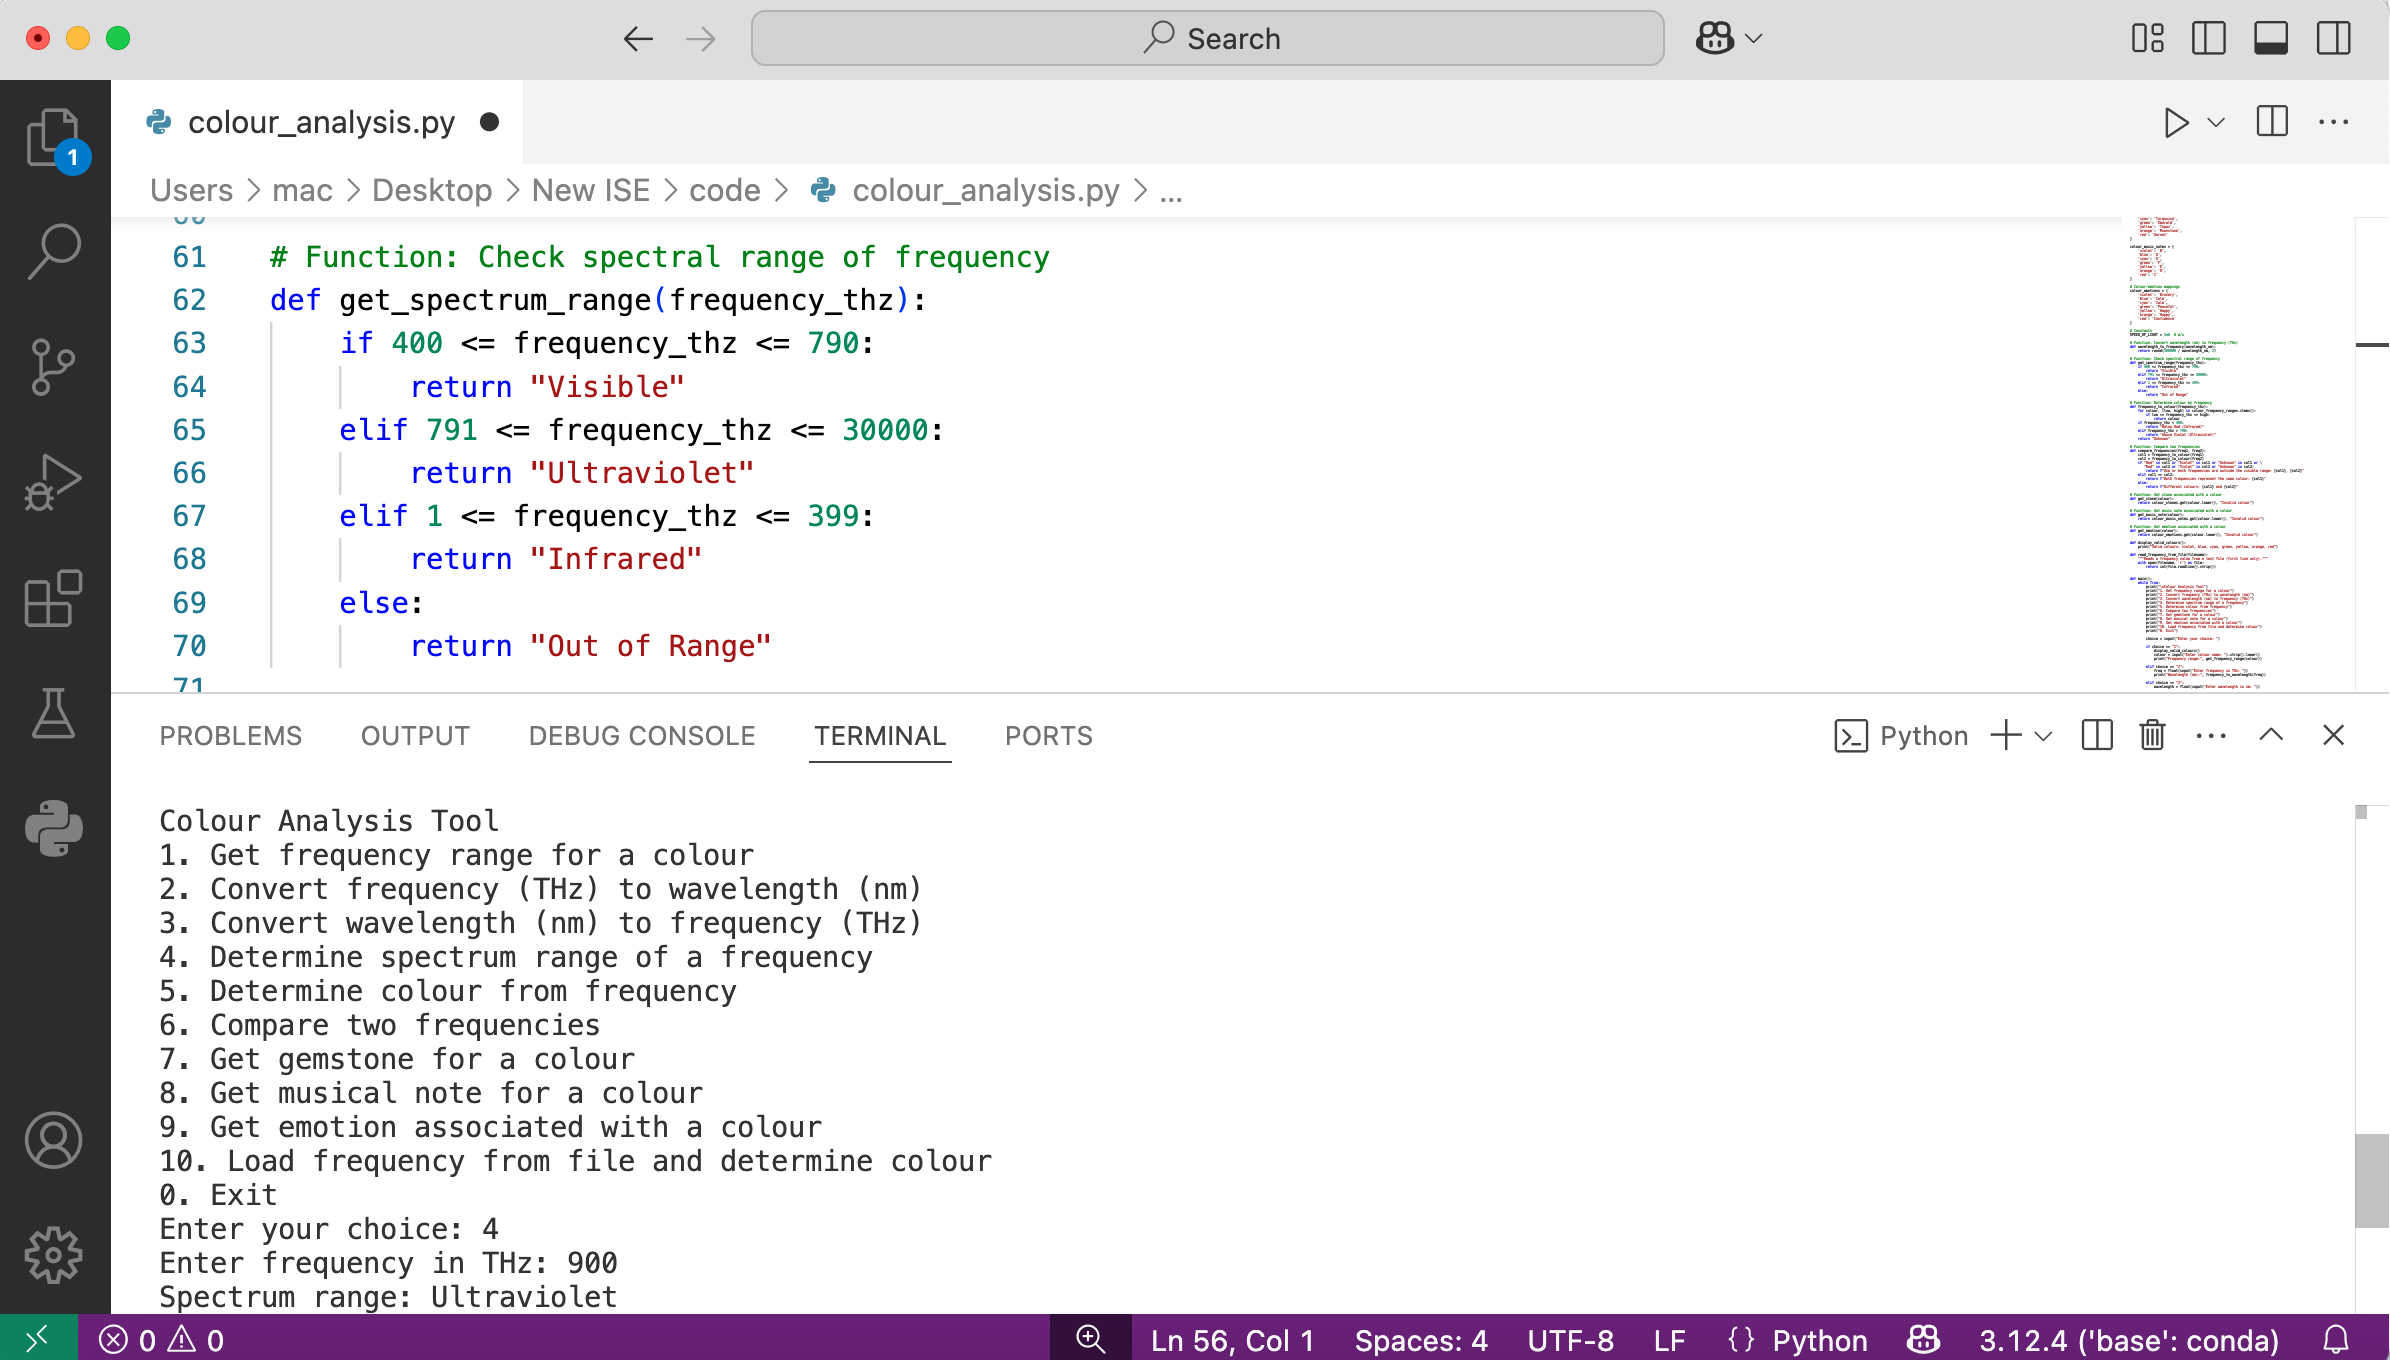 Search
colour_analysis.py
1
Users > mac > Desktop > New ISE > code > colour_analysis.py > ...
60
61 # Function: Check spectral range of frequency
62 def get_spectrum_range(frequency_thz):
63 if 400 <= frequency_thz <= 790:
64 return "Visible"
65 elif 791 <= frequency_thz <= 30000:
66 return "Ultraviolet"
67 elif 1 <= frequency_thz <= 399:
68 return "Infrared"
69 else:
70 return "Out of Range"
71
PROBLEMS OUTPUT DEBUG CONSOLE TERMINAL PORTS Python
Colour Analysis Tool
1. Get frequency range for a colour
2. Convert frequency (THz) to wavelength (nm)
3. Convert wavelength (nm) to frequency (THz)
4. Determine spectrum range of a frequency
5. Determine colour from frequency
6. Compare two frequencies
7. Get gemstone for a colour
8. Get musical note for a colour
9. Get emotion associated with a colour
10. Load frequency from file and determine colour
0. Exit
Enter your choice: 4
Enter frequency in THz: 900
Spectrum range: Ultraviolet
0 0 Ln 56, Col 1 Spaces: 4 UTF-8 LF {} Python 3.12.4 ('base': conda)